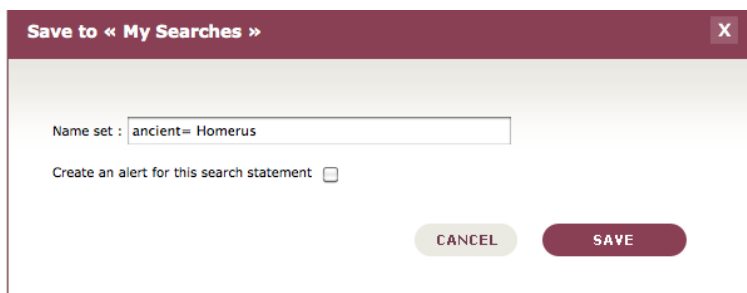 Save to « My Searches »
X
Name set : ancient= Homerus
Create an alert for this search statement
CANCEL
SAVE